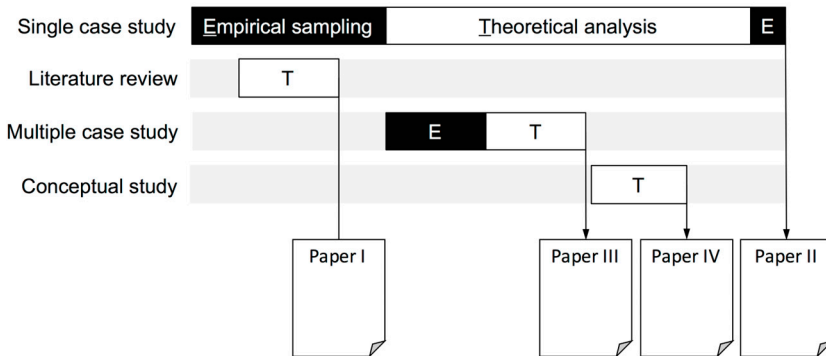 Single case study Empirical sampling Theoretical analysis E
Literature review T
Multiple case study E T
Conceptual study T
Paper I Paper III Paper IV Paper II